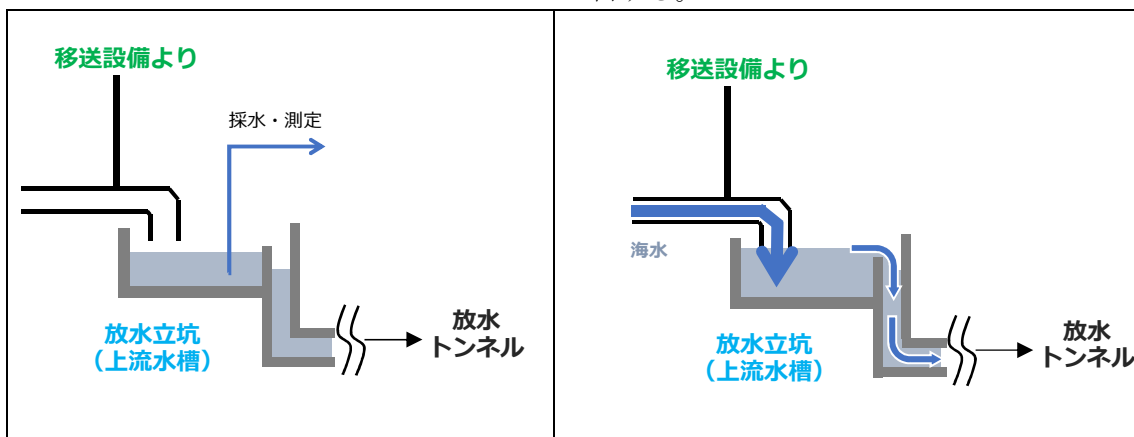 移送設備より
採水・測定
放水立坑
（上流水槽）
放水
トンネル
移送設備より
海水
放水立坑
（上流水槽）
放水
トンネル